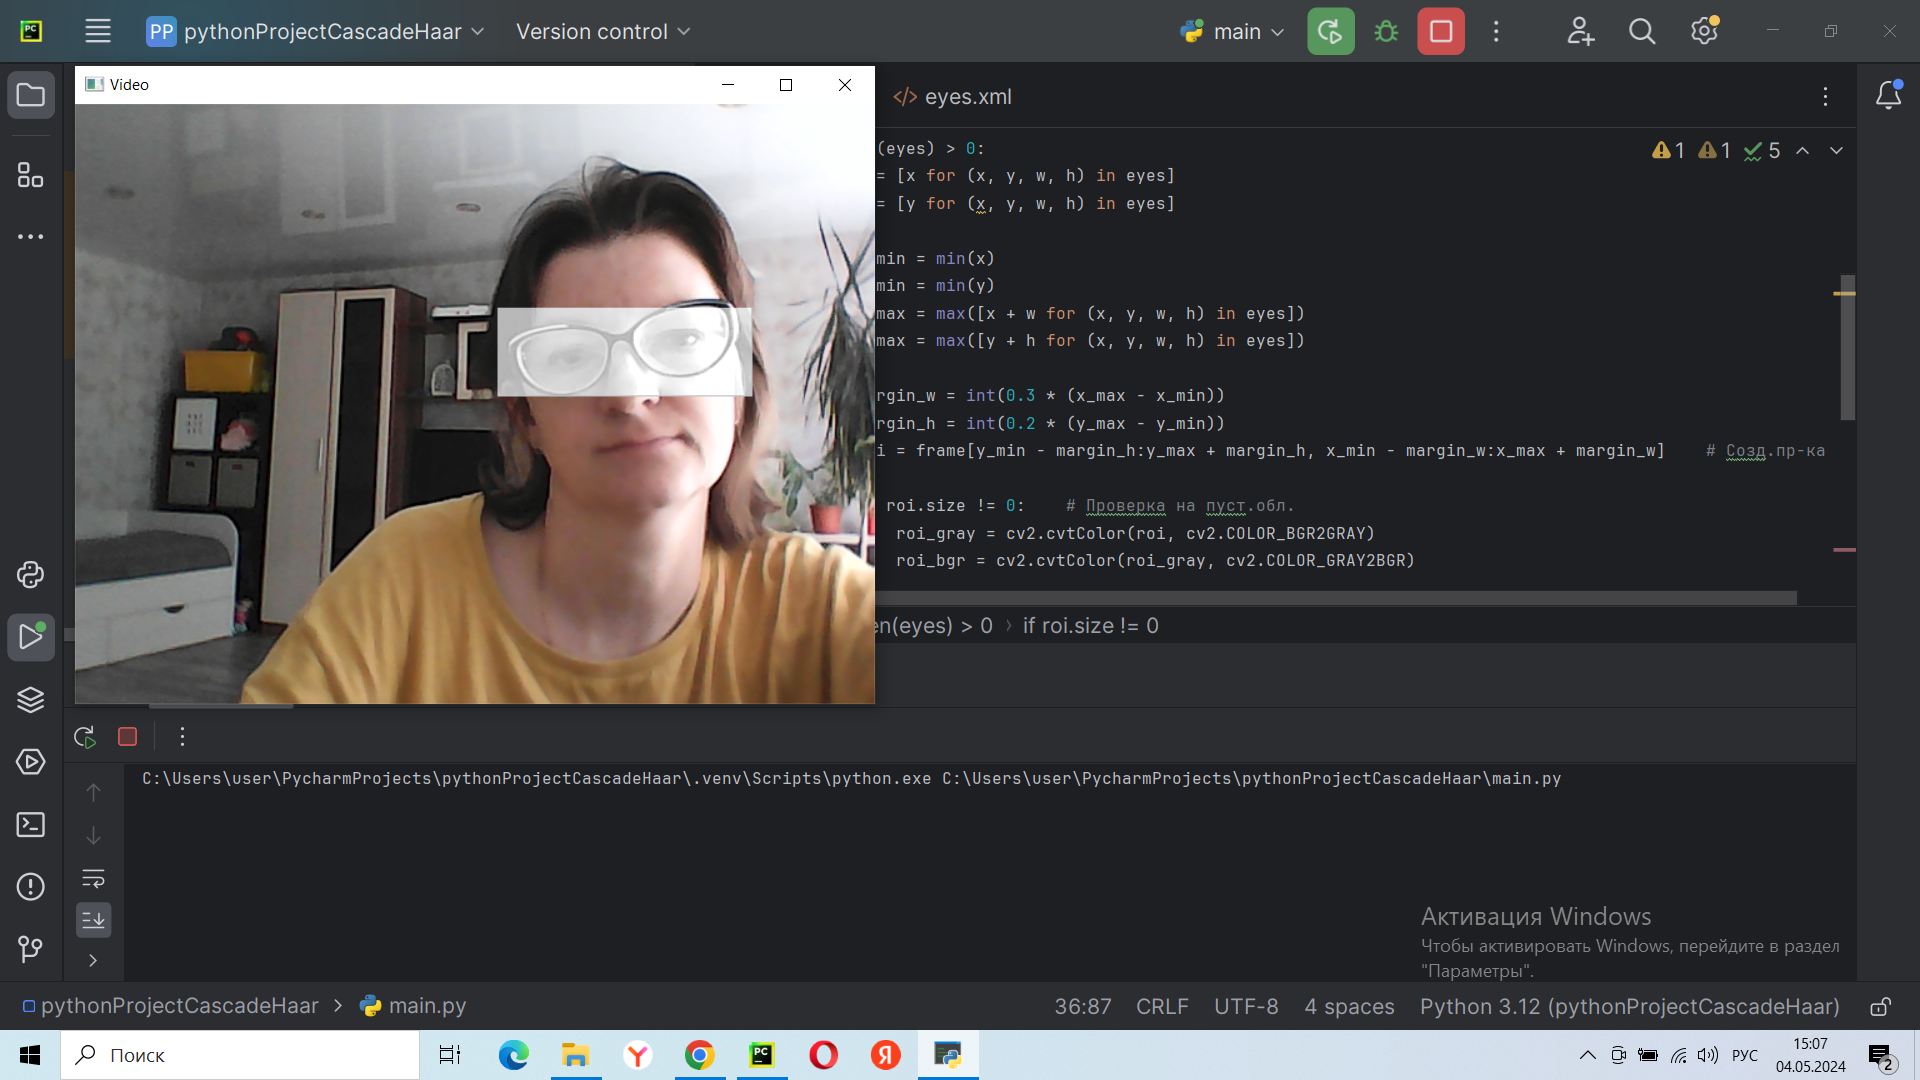 PC
PP pythonProjectCascadeHaar
Version control
main
Video
</> eyes.xml
(eyes) > 0:
1 1 5
= [x for (x, y, w, h) in eyes]
= [y for (x, y, w, h) in eyes]
min = min(x)
min = min(y)
max = max([x + w for (x, y, w, h) in eyes])
max = max([y + h for (x, y, w, h) in eyes])
rgin_w = int(0.3 * (x_max - x_min))
rgin_h = int(0.2 * (y_max - y_min))
i = frame[y_min - margin_h:y_max + margin_h, x_min - margin_w:x_max + margin_w] # Созд.пр-ка
roi.size != 0: # Проверка на пуст.обл.
roi_gray = cv2.cvtColor(roi, cv2.COLOR_BGR2GRAY)
roi_bgr = cv2.cvtColor(roi_gray, cv2.COLOR_GRAY2BGR)
en(eyes) > 0 › if roi.size != 0
C:\Users\user\PycharmProjects\pythonProjectCascadeHaar\.venv\Scripts\python.exe C:\Users\user\PycharmProjects\pythonProjectCascadeHaar\main.py
Активация Windows
Чтобы активировать Windows, перейдите в раздел
"Параметры".
pythonProjectCascadeHaar > main.py
36:87 CRLF UTF-8 4 spaces Python 3.12 (pythonProjectCascadeHaar)
Поиск
PC
Я
РУС
15:07
04.05.2024
2